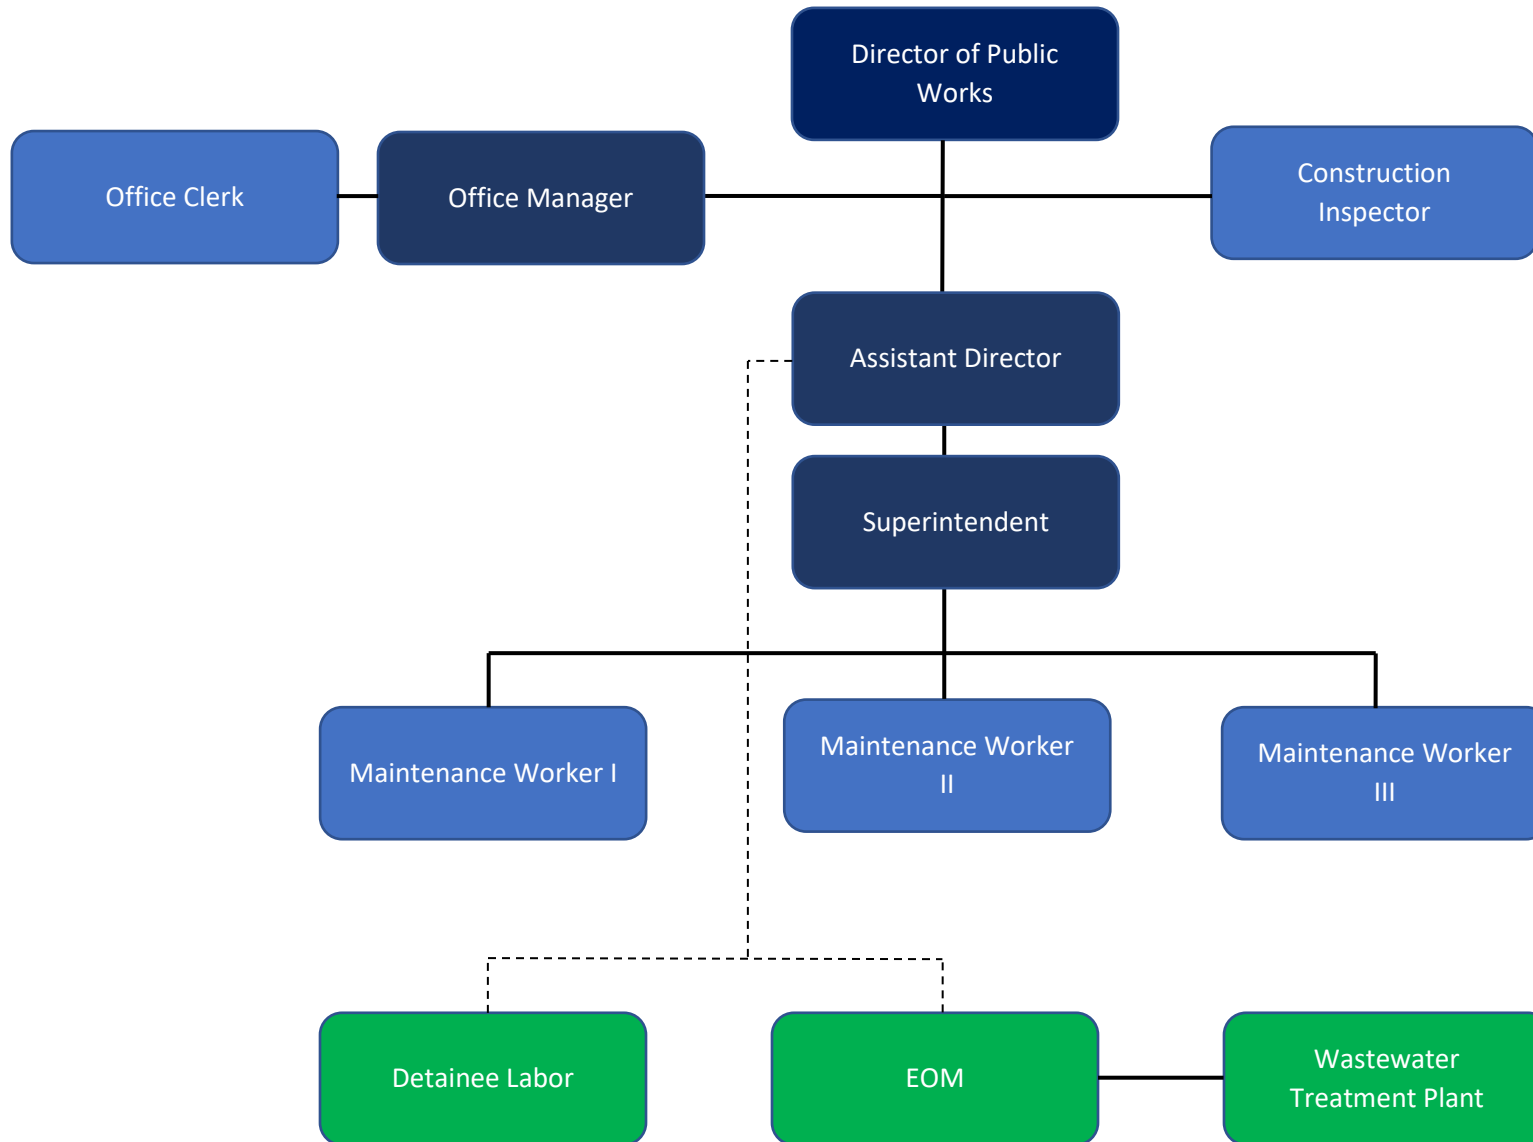 Director of Public
Works
Office Clerk
Office Manager
Construction
Inspector
Assistant Director
Superintendent
Maintenance Worker I
Maintenance Worker
II
Maintenance Worker
III
Detainee Labor
EOM
Wastewater
Treatment Plant